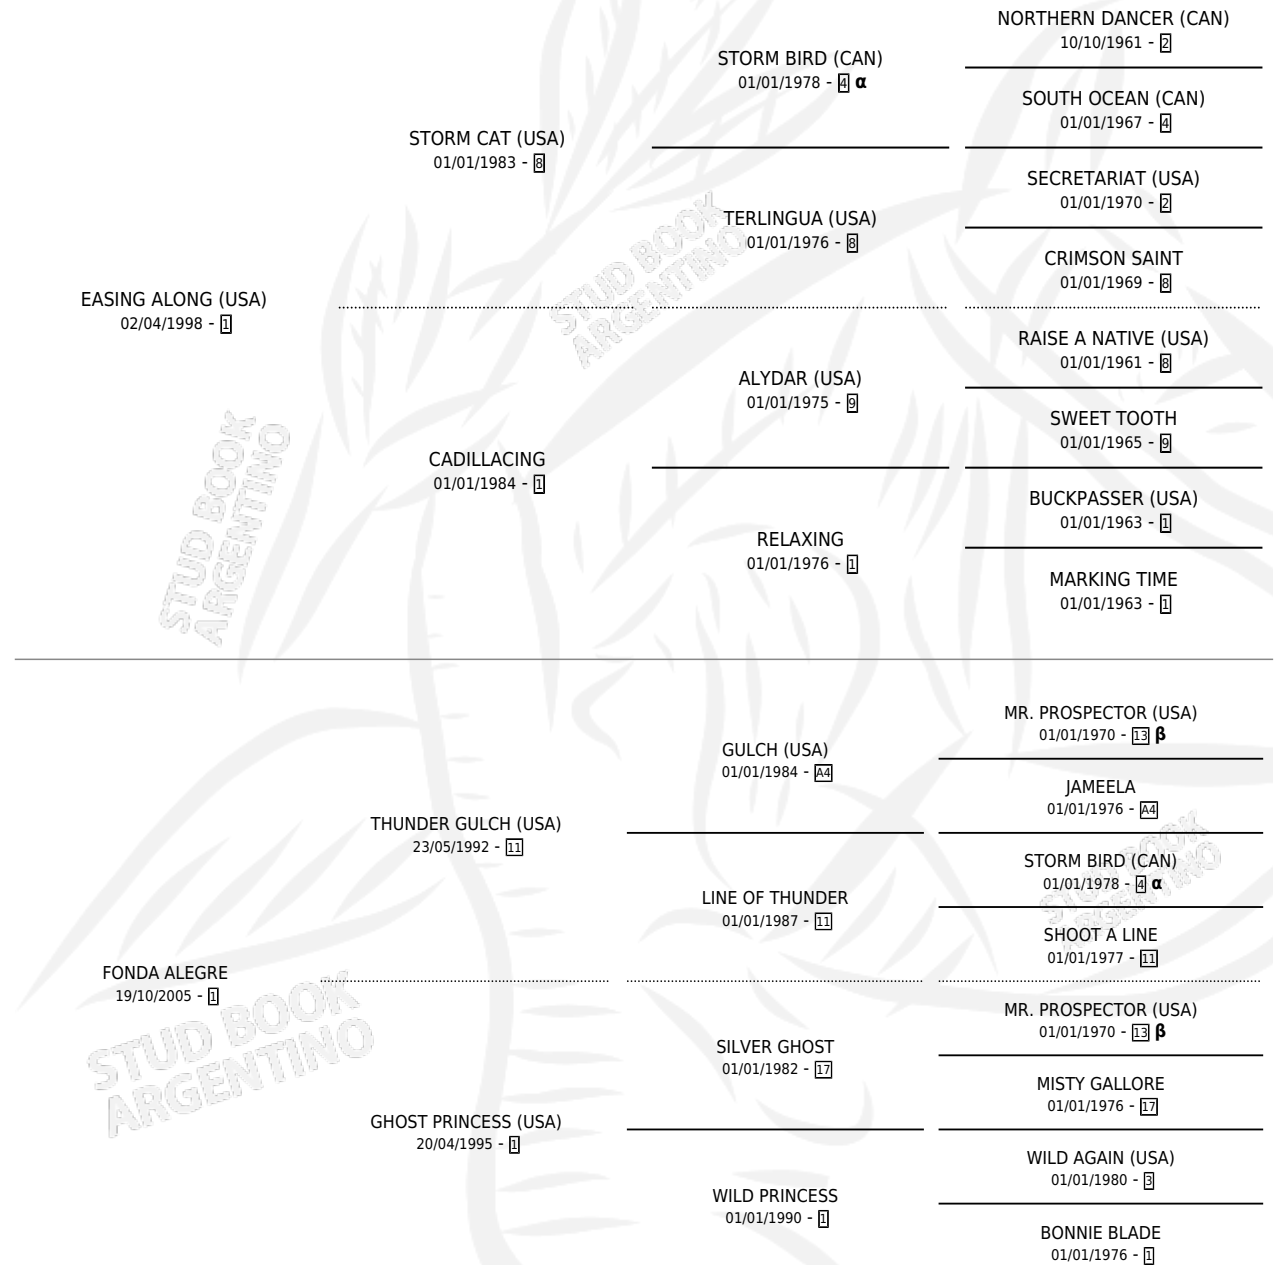 EASING ALONG (USA)
02/04/1998 - 1
STORM CAT (USA)
01/01/1983 - 8
CADILLACING
01/01/1984 - 1
STORM BIRD (CAN)
01/01/1978 - 4 α
TERLINGUA (USA)
01/01/1976 - 8
ALYDAR (USA)
01/01/1975 - 9
RELAXING
01/01/1976 - 1
NORTHERN DANCER (CAN)
10/10/1961 - 2
SOUTH OCEAN (CAN)
01/01/1967 - 4
SECRETARIAT (USA)
01/01/1970 - 2
CRIMSON SAINT
01/01/1969 - 8
RAISE A NATIVE (USA)
01/01/1961 - 8
SWEET TOOTH
01/01/1965 - 9
BUCKPASSER (USA)
01/01/1963 - 1
MARKING TIME
01/01/1963 - 1
FONDA ALEGRE
19/10/2005 - 1
THUNDER GULCH (USA)
23/05/1992 - 11
GHOST PRINCESS (USA)
20/04/1995 - 1
GULCH (USA)
01/01/1984 - A4
LINE OF THUNDER
01/01/1987 - 11
SILVER GHOST
01/01/1982 - 17
WILD PRINCESS
01/01/1990 - 1
MR. PROSPECTOR (USA)
01/01/1970 - 13 β
JAMEELA
01/01/1976 - A4
STORM BIRD (CAN)
01/01/1978 - 4 α
SHOOT A LINE
01/01/1977 - 11
MR. PROSPECTOR (USA)
01/01/1970 - 13 β
MISTY GALLORE
01/01/1976 - 17
WILD AGAIN (USA)
01/01/1980 - 3
BONNIE BLADE
01/01/1976 - 1
STUD BOOK
ARGENTINO
STUD BOOK
ARGENTINO
STUD BOOK
ARGENTINO
STUD BOOK
ARGENTINO